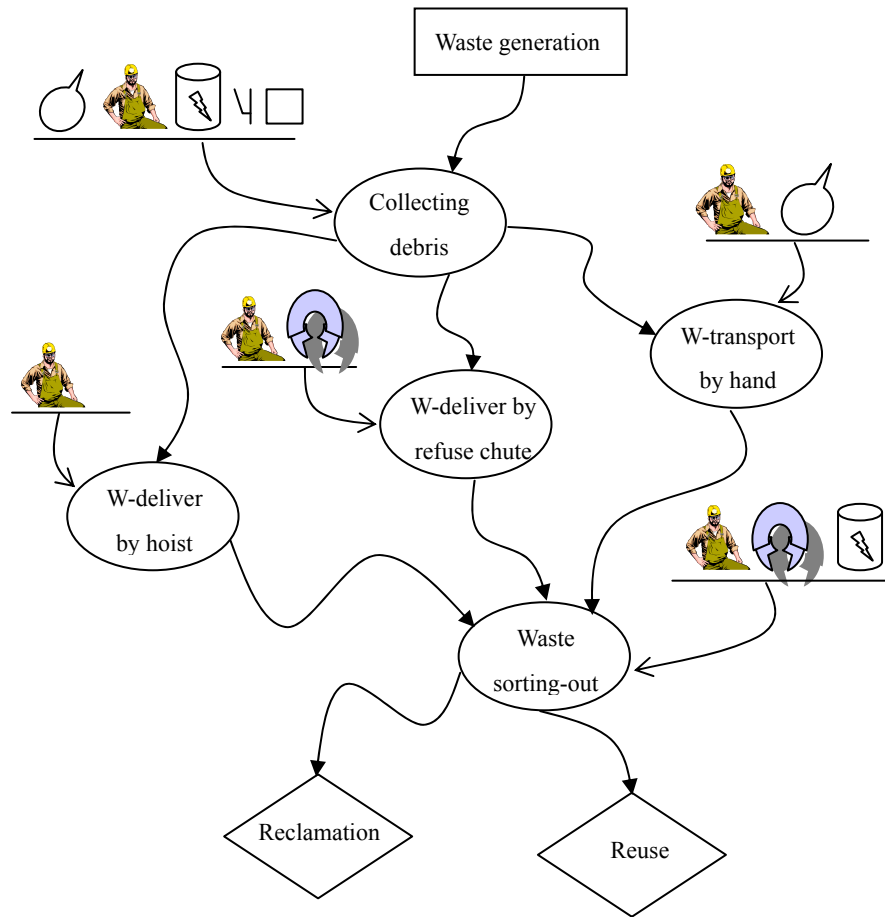 Waste generation
Collecting
debris
W-transport
by hand
W-deliver by
refuse chute
W-deliver
by hoist
Waste
sorting-out
Reclamation
Reuse